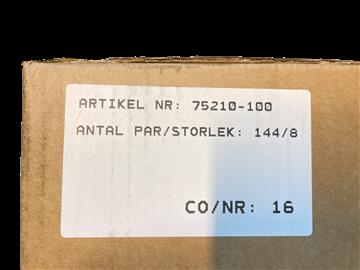 ARTIKEL NR: 75210-100
ANTAL PAR/STORLEK: 144/8
CO/NR: 16